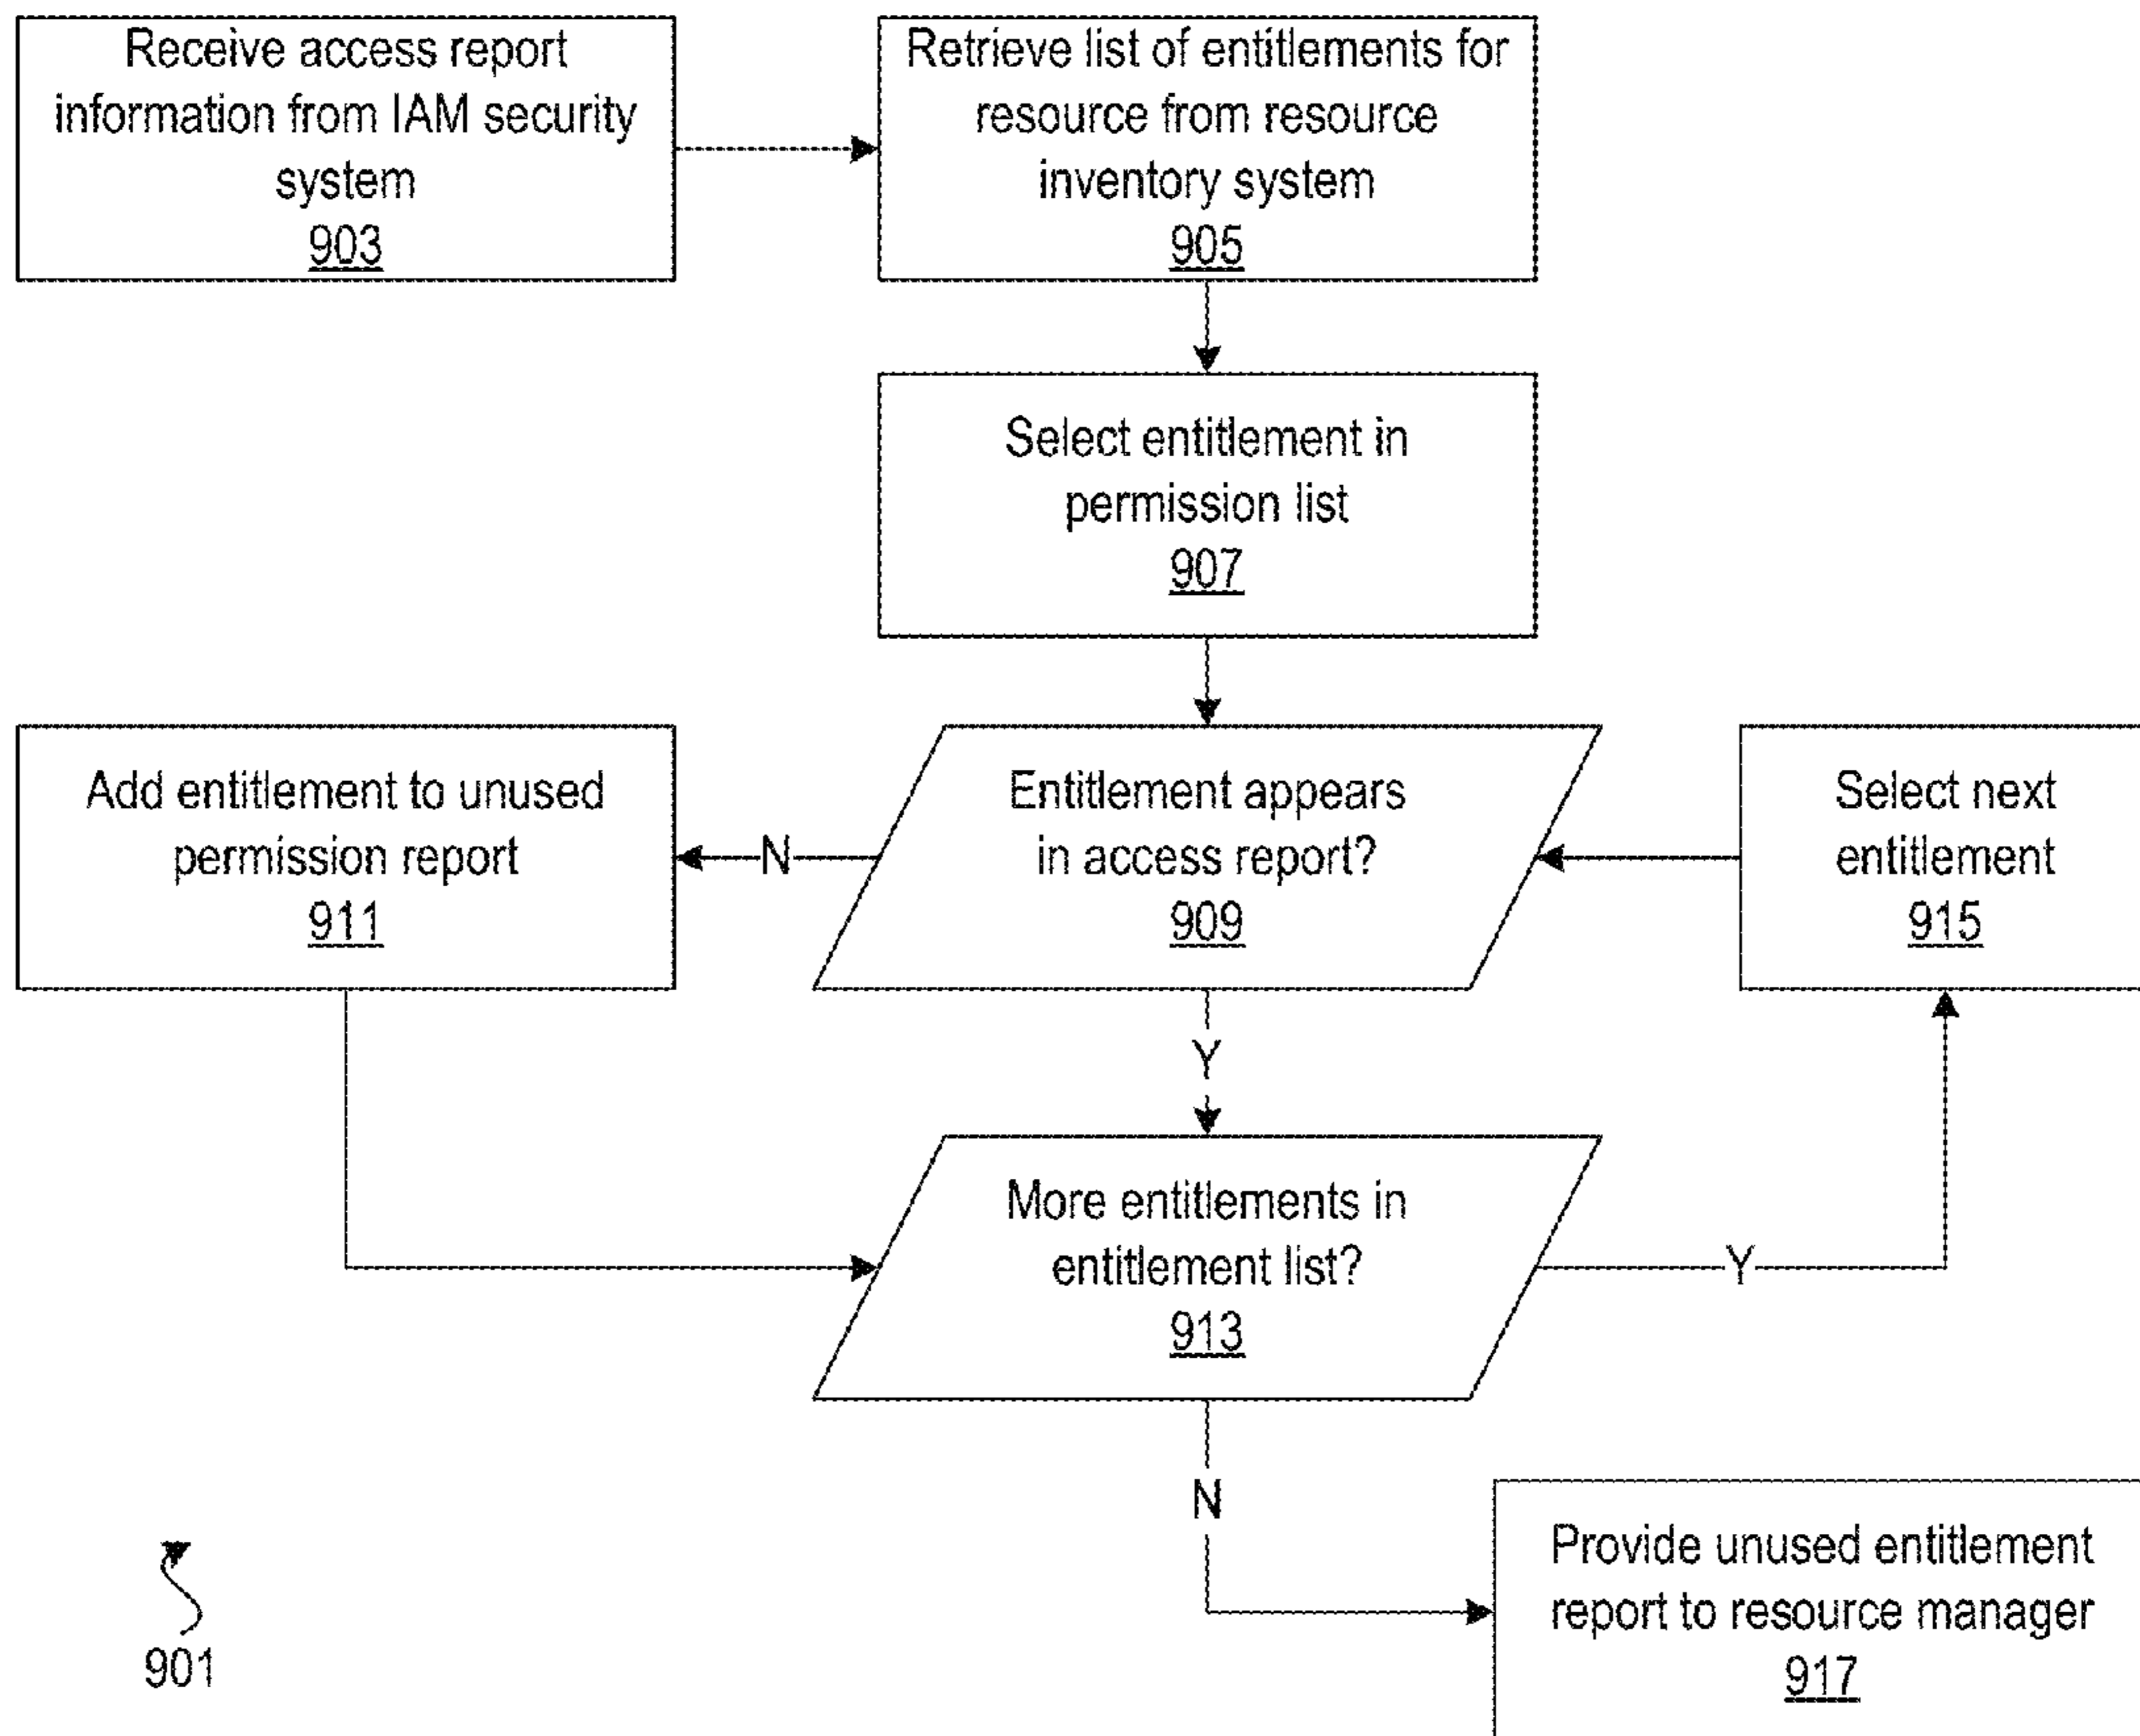 Receive access report
information from IAM security
system
903
Retrieve list of entitlements for
resource from resource
inventory system
905
Select entitlement in
permission list
907
Add entitlement to unused
permission report
911
N
Entitlement appears
in access report?
909
Select next
entitlement
915
Y
More entitlements in
entitlement list?
913
Y
N
Provide unused entitlement
report to resource manager
917
901